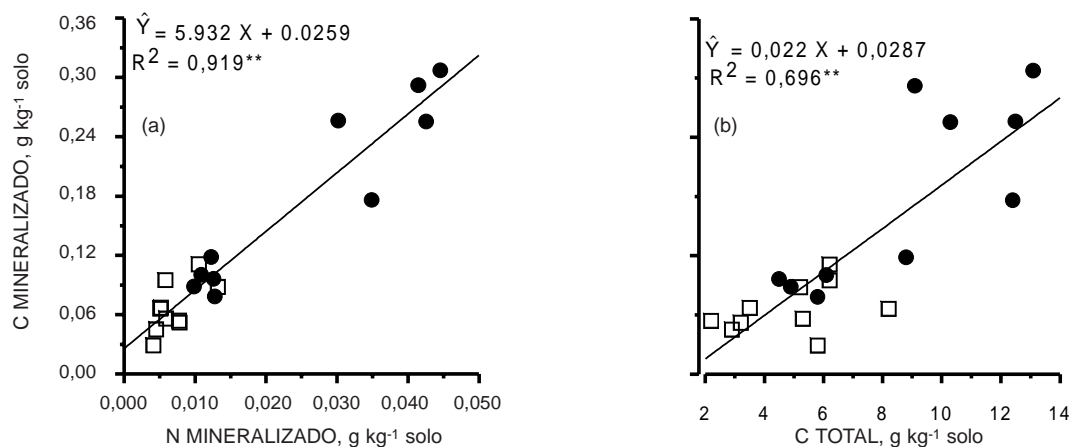 0,36
0,30
0,24
0,18
0,12
0,06
0,00
C MINERALIZADO, g kg-1 solo
Ŷ = 5.932 X + 0.0259
R2 = 0,919**
(a)
0,000 0,010 0,020 0,030 0,040 0,050
N MINERALIZADO, g kg-1 solo
Ŷ = 0,022 X + 0,0287
R2 = 0,696**
(b)
2 4 6 8 10 12 14
C TOTAL, g kg-1 solo